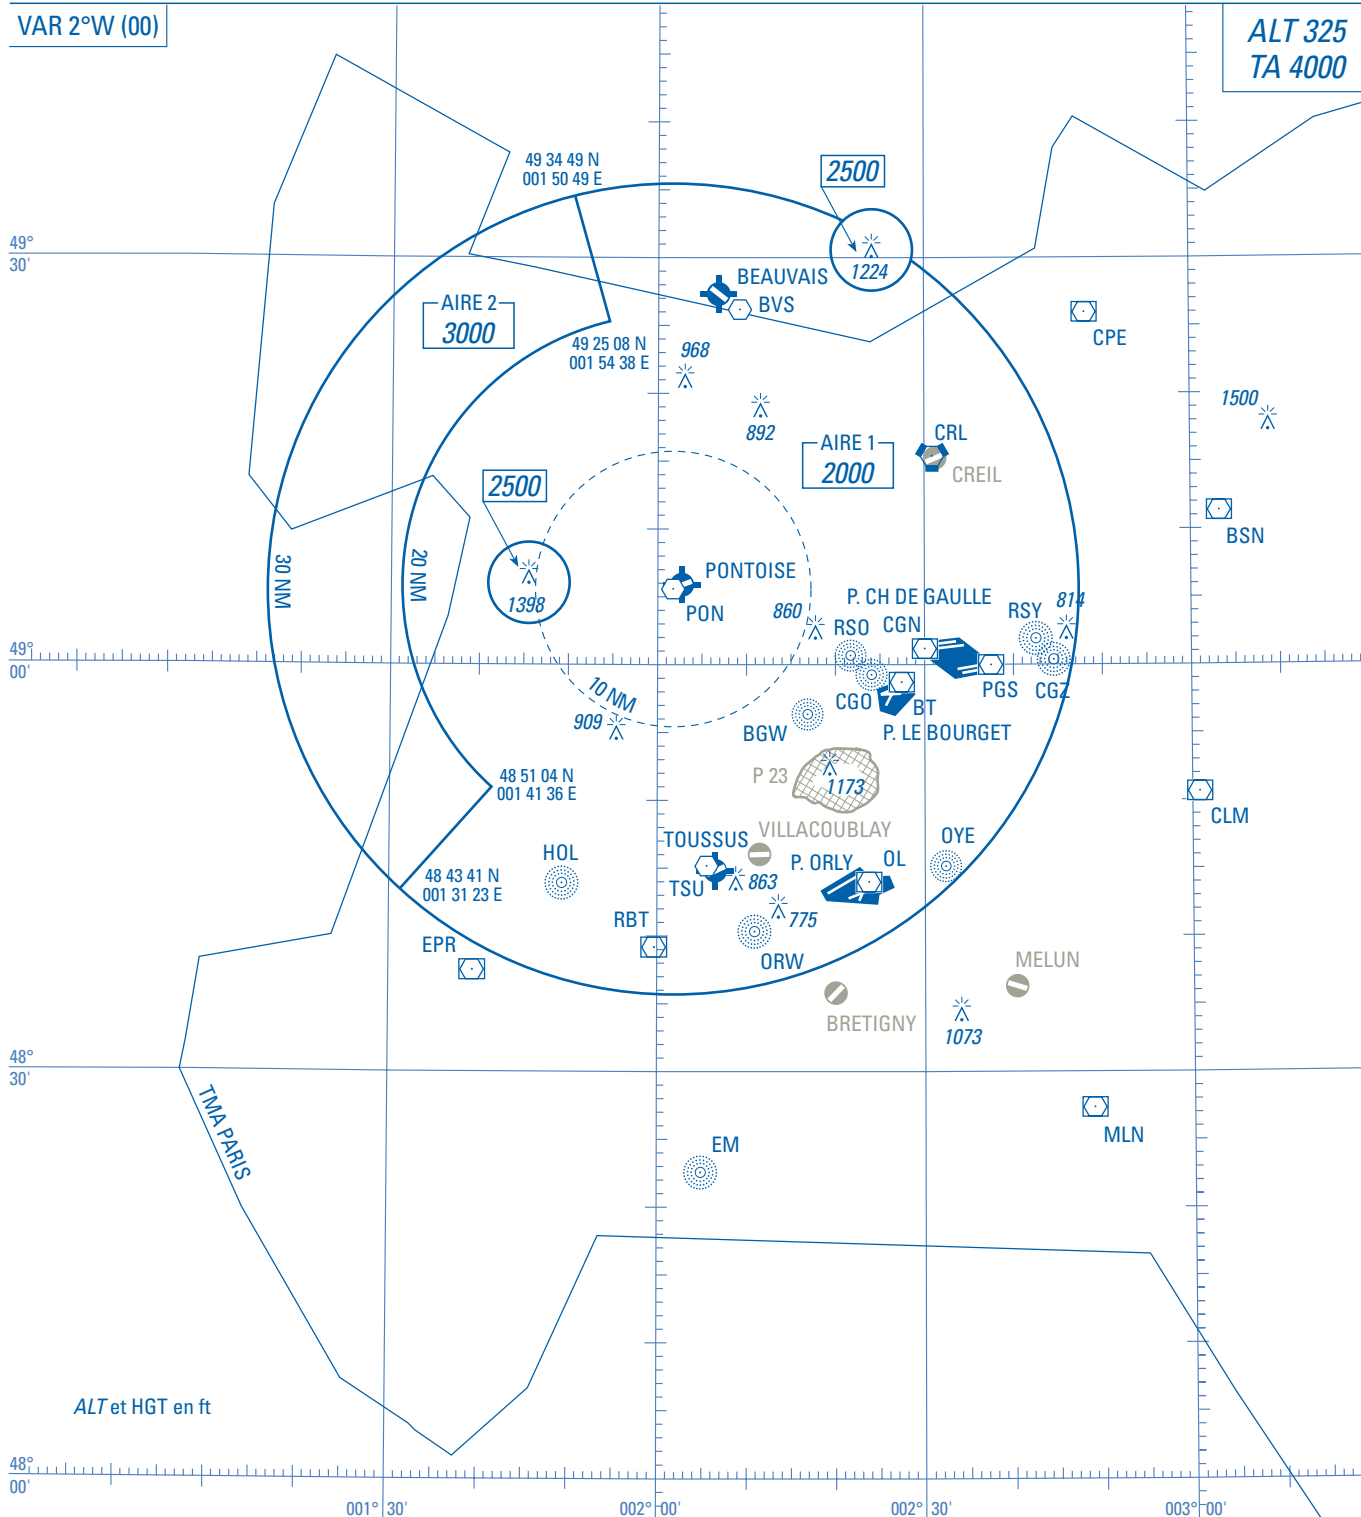 VAR 2°W (00)
ALT 325
TA 4000
49 34 49 N
001 50 49 E
2500
49°
30'
1224
BEAUVAIS
BVS
AIRE 2
3000
CPE
49 25 08 N
001 54 38 E
968
892
1500
AIRE 1
2000
CRL
CREIL
2500
BSN
30 NM
20 NM
1398
PONTOISE
PON
860
P. CH DE GAULLE
CGN
RSO
RSY
814
49°
00'
10 NM
909
CGO
BT
PGS
CGZ
BGW
P. LE BOURGET
P 23
1173
48 51 04 N
001 41 36 E
CLM
VILLACOUBLAY
TOUSSUS
TSU
863
HOL
P. ORLY
OL
OYE
48 43 41 N
001 31 23 E
775
RBT
ORW
EPR
MELUN
BRETIGNY
1073
48°
30'
TMA PARIS
MLN
EM
ALT et HGT en ft
48°
00'
001° 30'
002° 00'
002° 30'
003° 00'